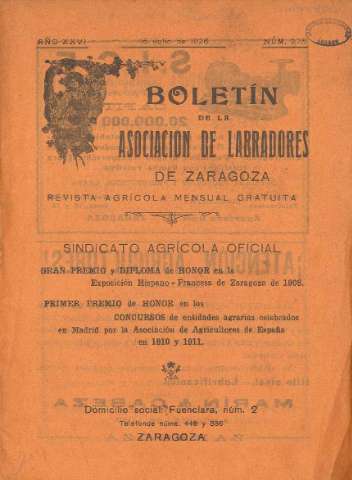 AÑO XXVI
de 1926
NÚM.
BOLETÍN
DE LA
ASOCIACION DE LABRADORES
DE ZARAGOZA
REVISTA AGRÍCOLA MENSUAL GRATUITA
SINDICATO AGRÍCOLA OFICIAL
GRAN PREMIO y DIPLOMA de HONOR en la
Exposición Hispano-Francesa de Zaragoza de 1908.
PRIMER PREMIO de HONOR en los
CONCURSOS de entidades agrarias celebrados
en Madrid por la Asociación de Agricultores de España
en 1910 y 1911.
Domicilio social: Fuenclara, núm. 2
Teléfonos núms. 448 y
ZARAGOZA